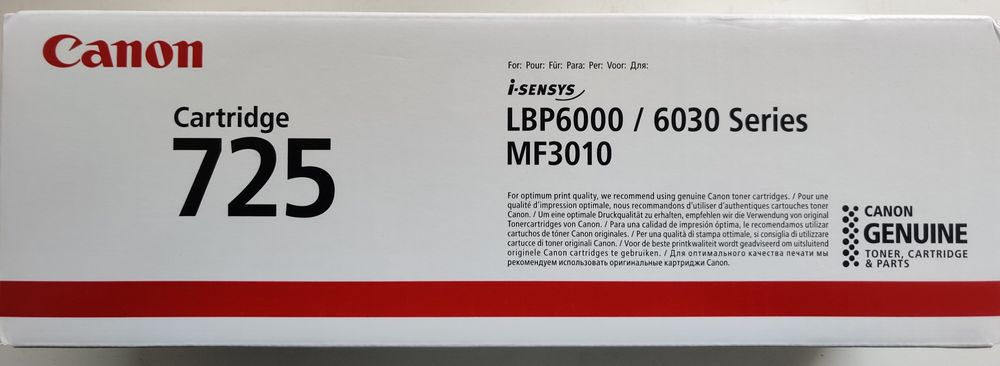 Canon
Cartridge
725
For: Pour: Für: Para: Per: Voor: Для:
i-SENSYS
LBP6000 / 6030 Series
MF3010
For optimum print quality, we recommend using genuine Canon toner cartridges. / Pour une
qualité d'impression optimale, nous recommandons d'utiliser d'authentiques cartouches toner
Canon. / Um eine optimale Druckqualität zu erhalten, empfehlen wir die Verwendung von original
Tonercartridges von Canon. / Para una calidad de impresión óptima, le recomendamos utilizar
cartuchos de tóner Canon originales. / Per una qualità di stampa ottimale, si consiglia di utilizzare
cartucce di toner originali Canon. / Voor de beste printkwaliteit wordt geadviseerd om uitsluitend
originele Canon cartridges te gebruiken. / Для оптимального качества печати мы
рекомендуем использовать оригинальные картриджи Canon.
CANON
GENUINE
TONER, CARTRIDGE
& PARTS